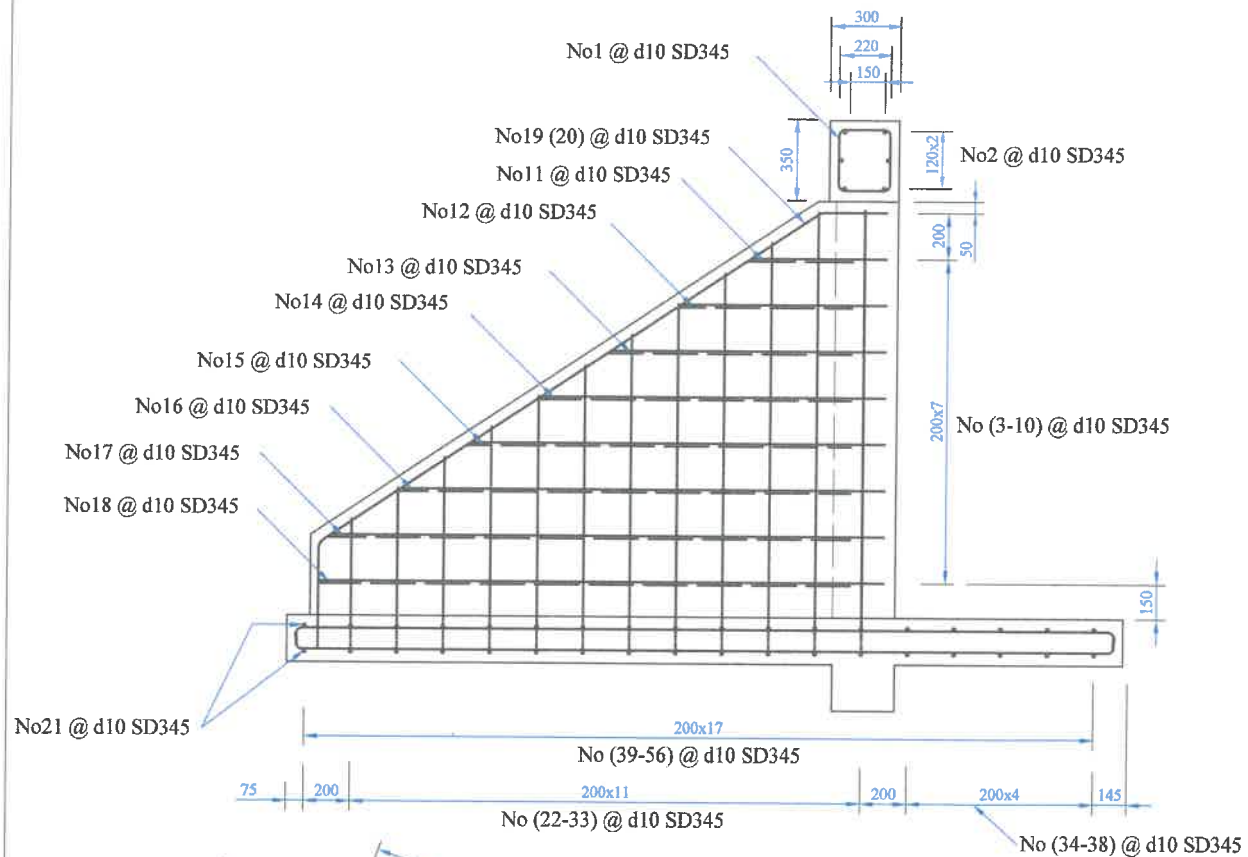 300
220
150
No1 @ d10 SD345
No19 (20) @ d10 SD345
350
120x2
No2 @ d10 SD345
No11 @ d10 SD345
No12 @ d10 SD345
200
50
No13 @ d10 SD345
No14 @ d10 SD345
No15 @ d10 SD345
No16 @ d10 SD345
200x7
No (3-10) @ d10 SD345
No17 @ d10 SD345
No18 @ d10 SD345
150
No21 @ d10 SD345
200x17
No (39-56) @ d10 SD345
75
200
200x11
200
200x4
145
No (22-33) @ d10 SD345
No (34-38) @ d10 SD345